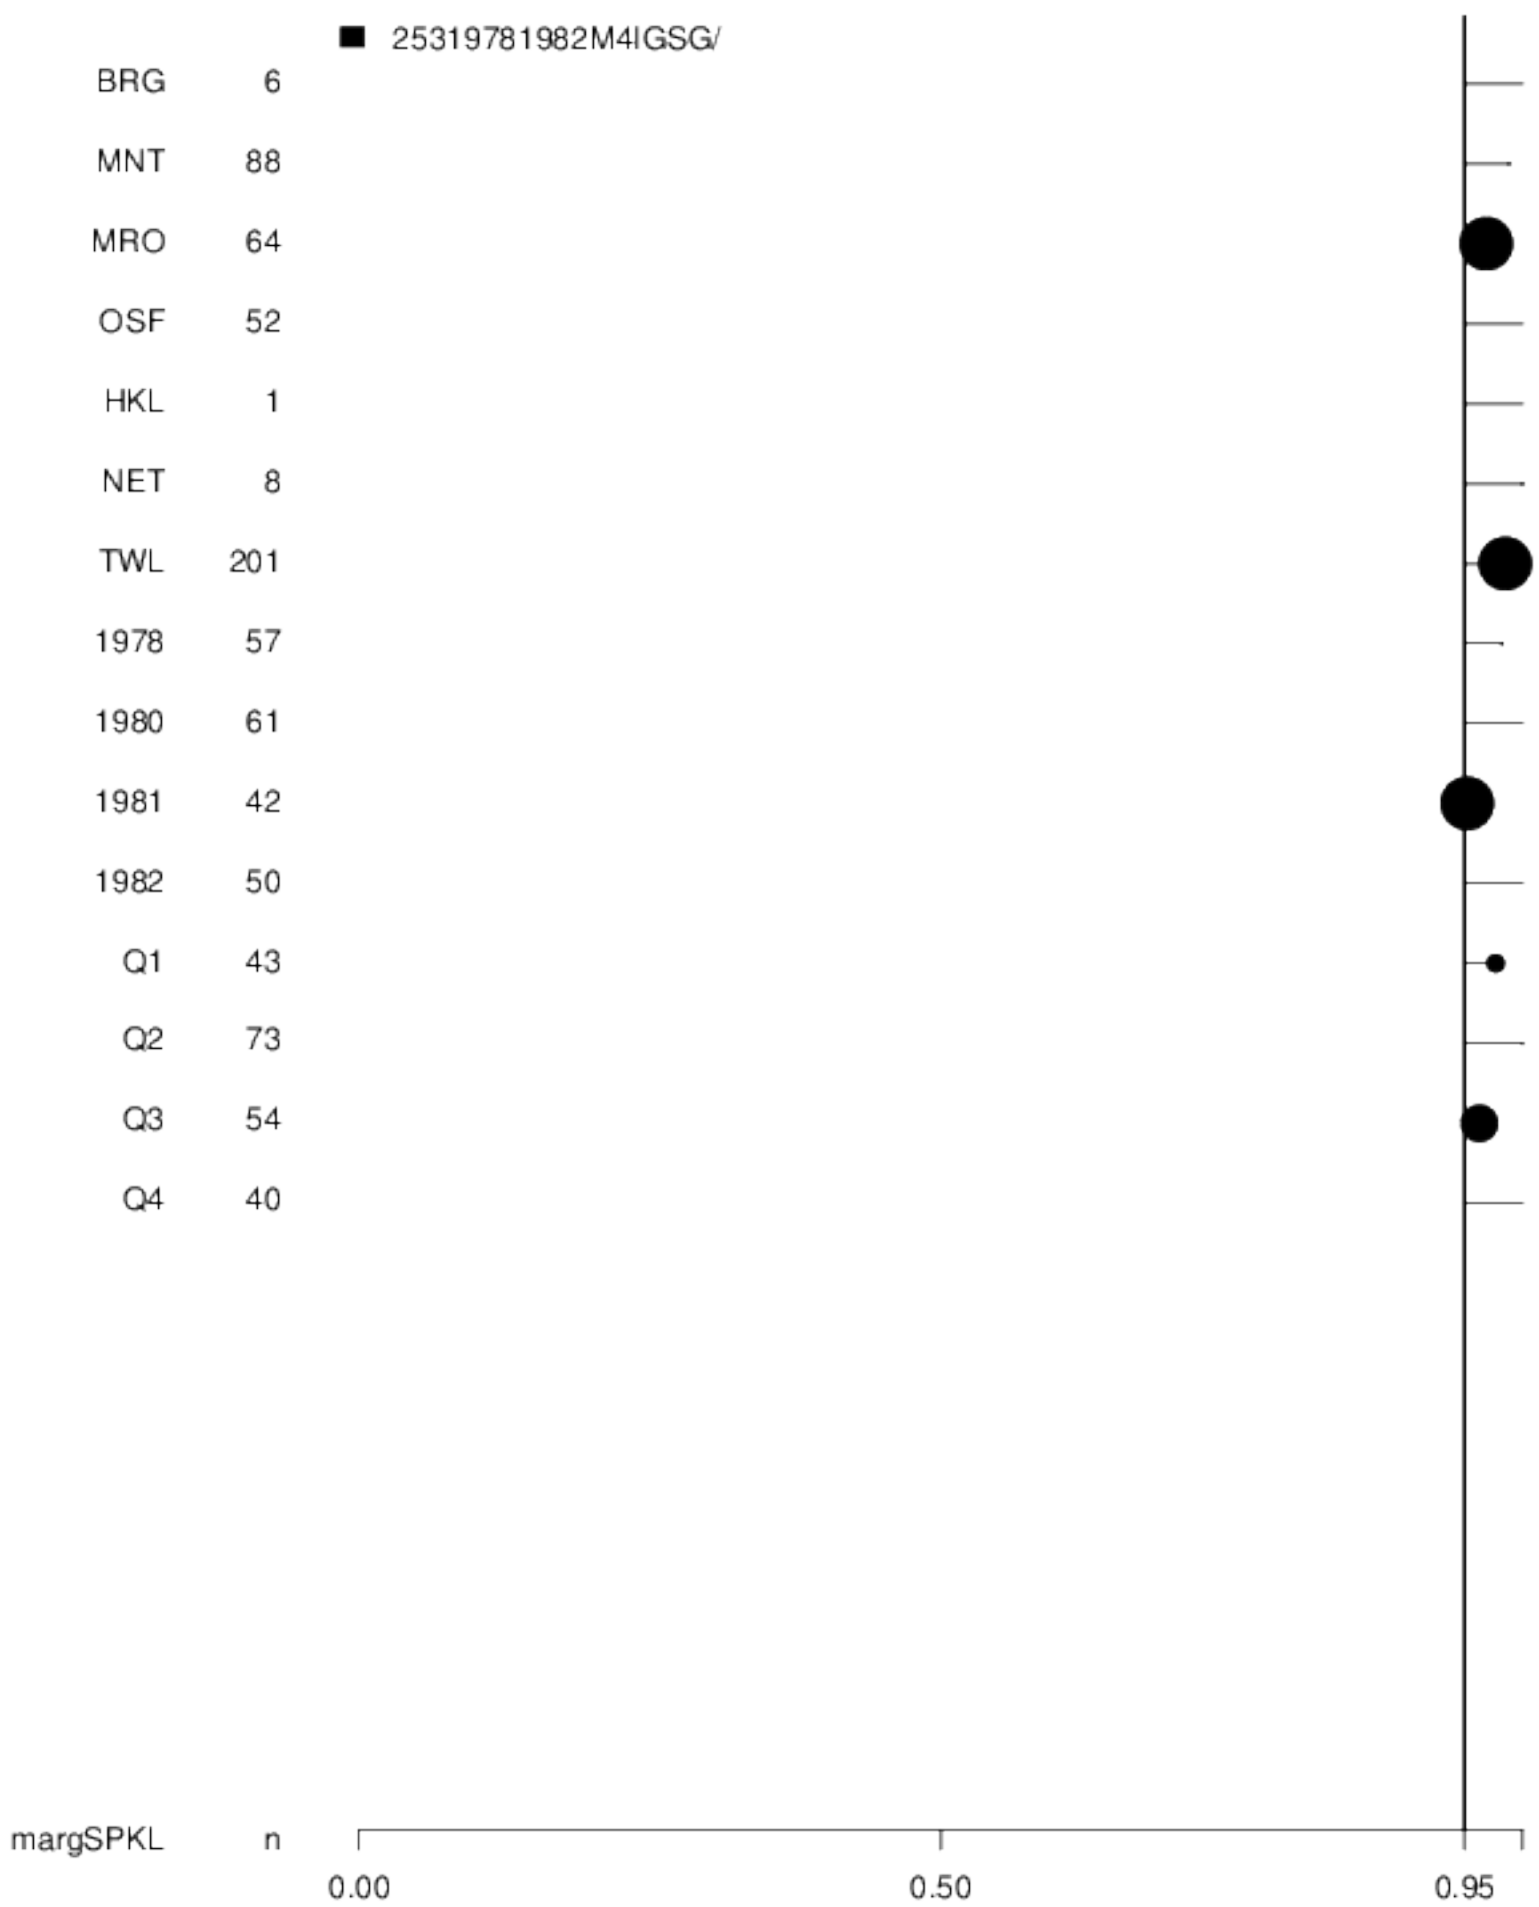 25319781982M4IGSG/
BRG 6
MNT 88
MRO 64
OSF 52
HKL 1
NET 8
TWL 201
1978 57
1980 61
1981 42
1982 50
Q1 43
Q2 73
Q3 54
Q4 40
margSPKL n
0.00 0.50 0.95